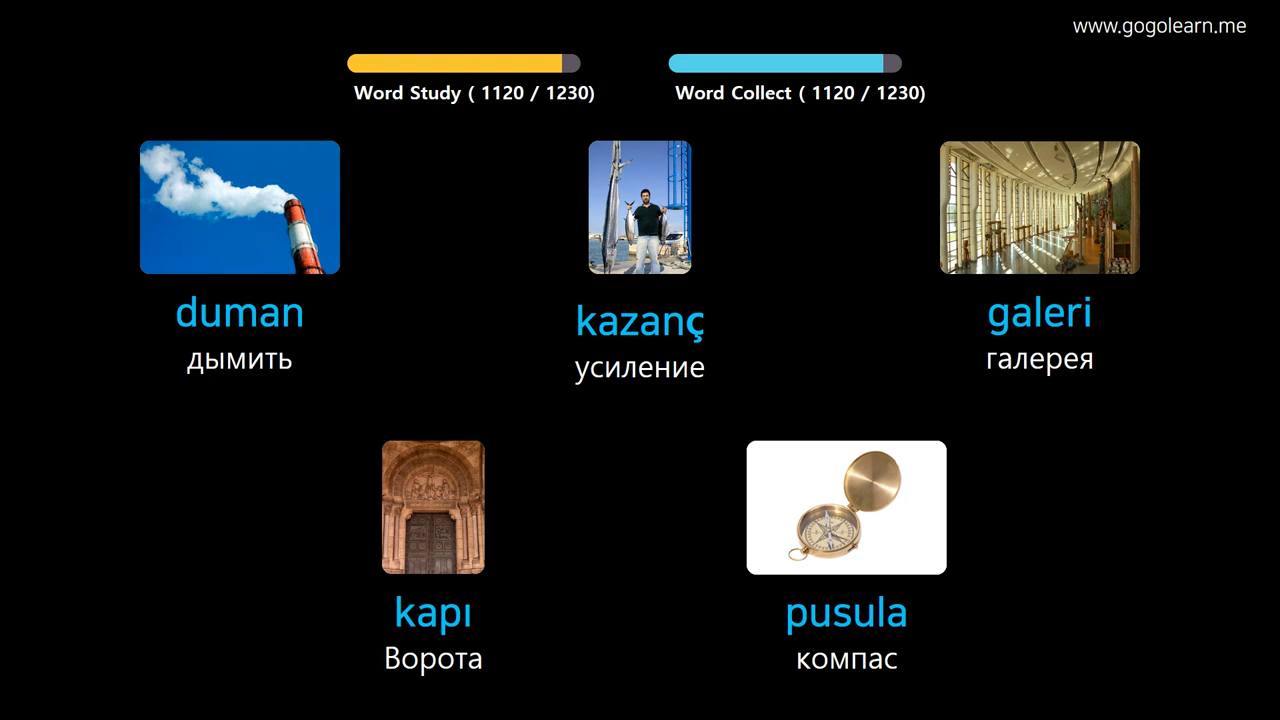 www.gogolearn.me
Word Study ( 1120 / 1230)
Word Collect ( 1120 / 1230)
duman
дымить
kazanç
усиление
galeri
галерея
kapı
Ворота
pusula
компас